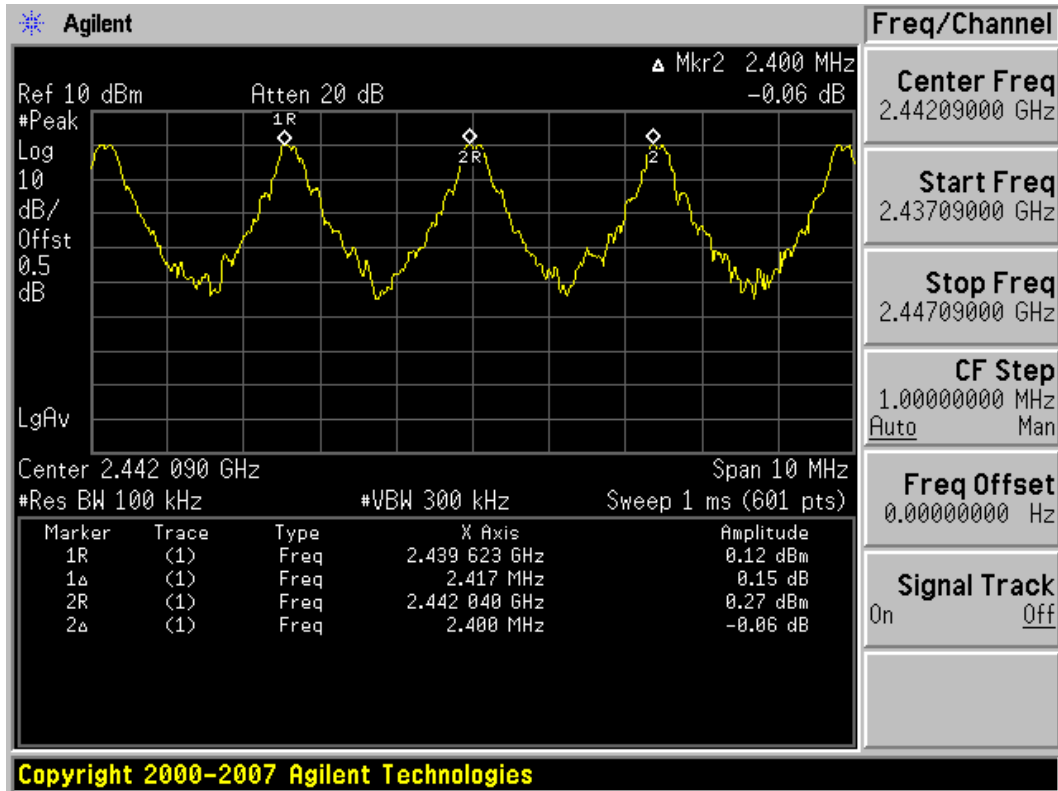 Agilent
Freq/Channel
Δ Mkr2 2.400 MHz
Ref 10 dBm Atten 20 dB -0.06 dB
#Peak
Log
10
dB/
Offst
0.5
dB
1R
2R
2
LgAv
Center 2.442 090 GHz Span 10 MHz
#Res BW 100 kHz #VBW 300 kHz Sweep 1 ms (601 pts)
Marker Trace Type X Axis Amplitude
1R (1) Freq 2.439 623 GHz 0.12 dBm
1Δ (1) Freq 2.417 MHz 0.15 dB
2R (1) Freq 2.442 040 GHz 0.27 dBm
2Δ (1) Freq 2.400 MHz -0.06 dB
Center Freq
2.44209000 GHz
Start Freq
2.43709000 GHz
Stop Freq
2.44709000 GHz
CF Step
1.00000000 MHz
Auto Man
Freq Offset
0.00000000 Hz
Signal Track
On Off
Copyright 2000-2007 Agilent Technologies